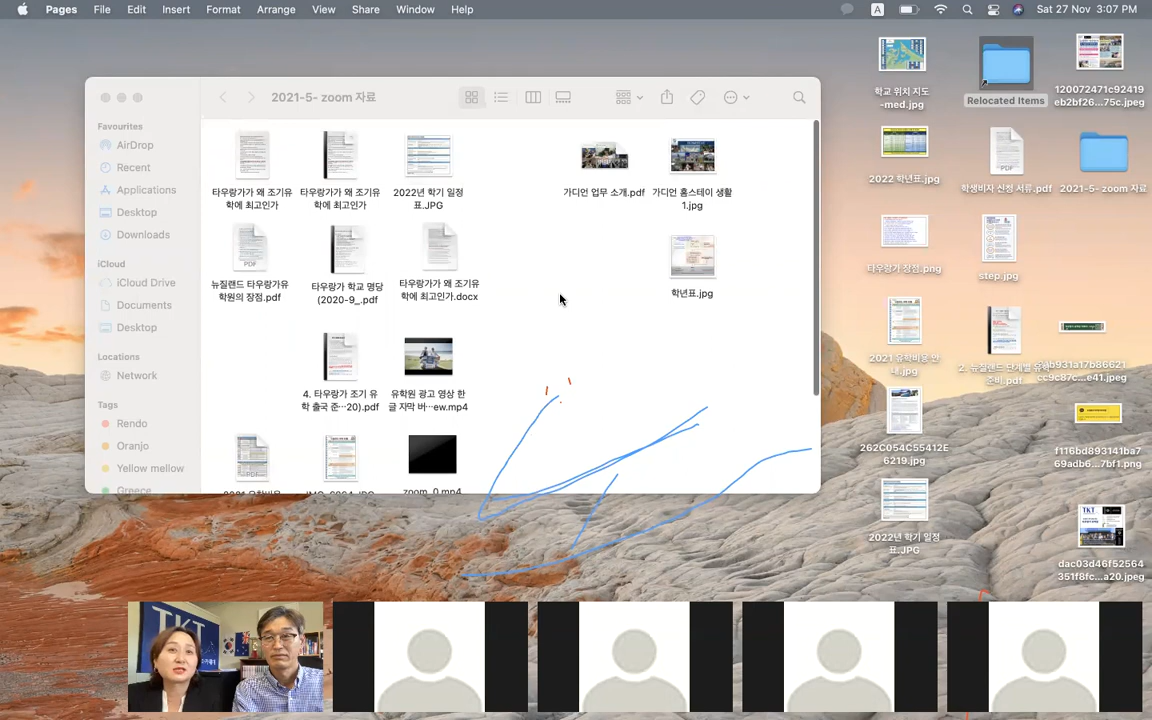 Pages File Edit Insert Format Arrange View Share Window Help
A
Sat 27 Nov 3:07 PM
2021-5- zoom 자료
Favourites
AirDrop
Recent
Applications
Desktop
Downloads
iCloud
iCloud Drive
Documents
Desktop
Locations
Network
Tags
Rendo
Oranjo
Yellow mellow
Greece
타우랑가가 왜 조기유
학에 최고인가
타우랑가가 왜 조기유
학에 최고인가
2022년 학기 일정
표.JPG
가디언 업무 소개.pdf
가디언 홈스테이 생활
1.jpg
PDF
뉴질랜드 타우랑가유
학원의 장점.pdf
타우랑가 학교 명당
(2020-9_.pdf
타우랑가가 왜 조기유
학에 최고인가.docx
학년표.jpg
4. 타우랑가 조기 유
학 출국 준…20).pdf
유학원 광고 영상 한
글 자막 버…ew.mp4
PDF
zoom_0.mp4
학교 위치 지도
-med.jpg
Relocated Items
120072471c92419
eb2bf26...75c.jpeg
2022 학년표.jpg
학생비자 신청 서류.pdf
2021-5- zoom 자료
타우랑가 장점.png
step.jpg
2021 유학비용 안
내.jpg
2. 뉴질랜드 단계별 유학
준비.pdf
cc9c87c...e41.jpeg
262C054C55412E
6219.jpg
f116bd893141ba7
69adb6...7bf1.png
2022년 학기 일정
표.JPG
TKT
dac03d46f52564
351f8fc...a20.jpeg
TKT